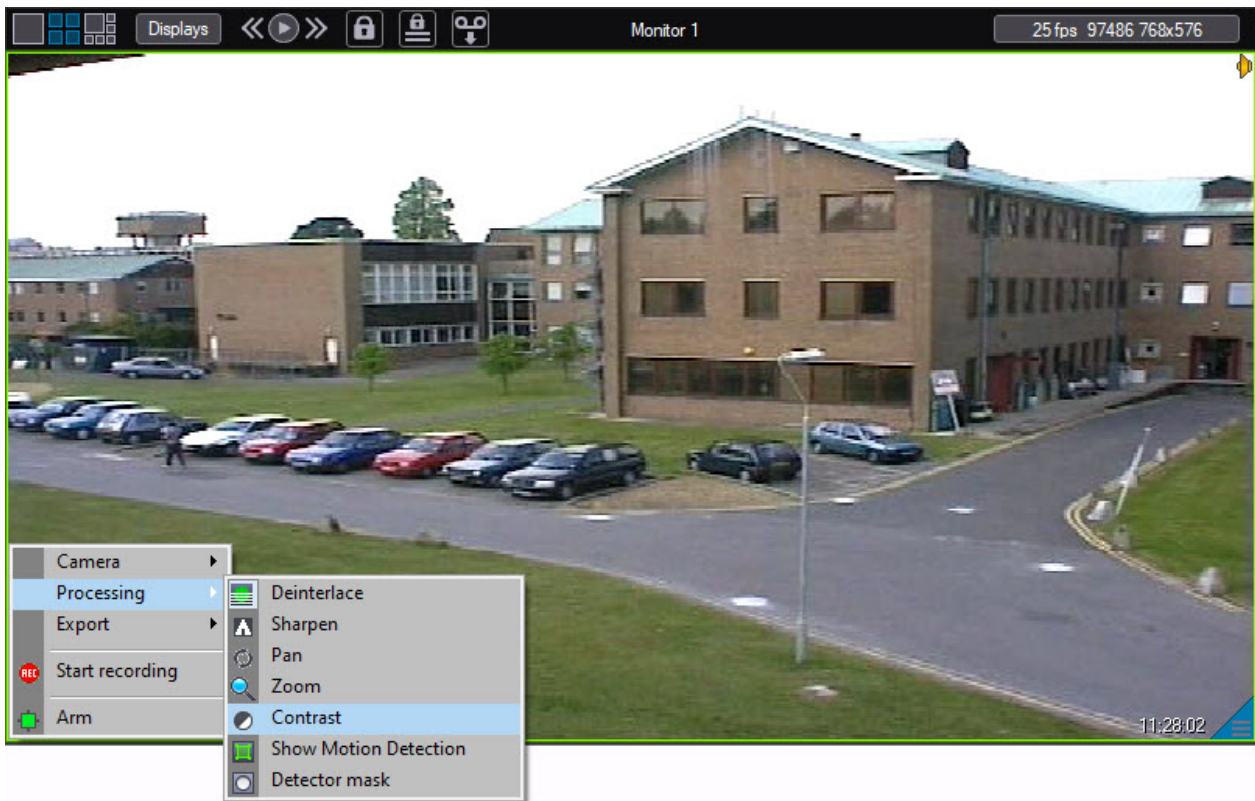 Displays
Monitor 1
25 fps 97486 768x576
Camera
Processing
Export
REC Start recording
Arm
Deinterlace
Sharpen
Pan
Zoom
Contrast
Show Motion Detection
Detector mask
11:28:02